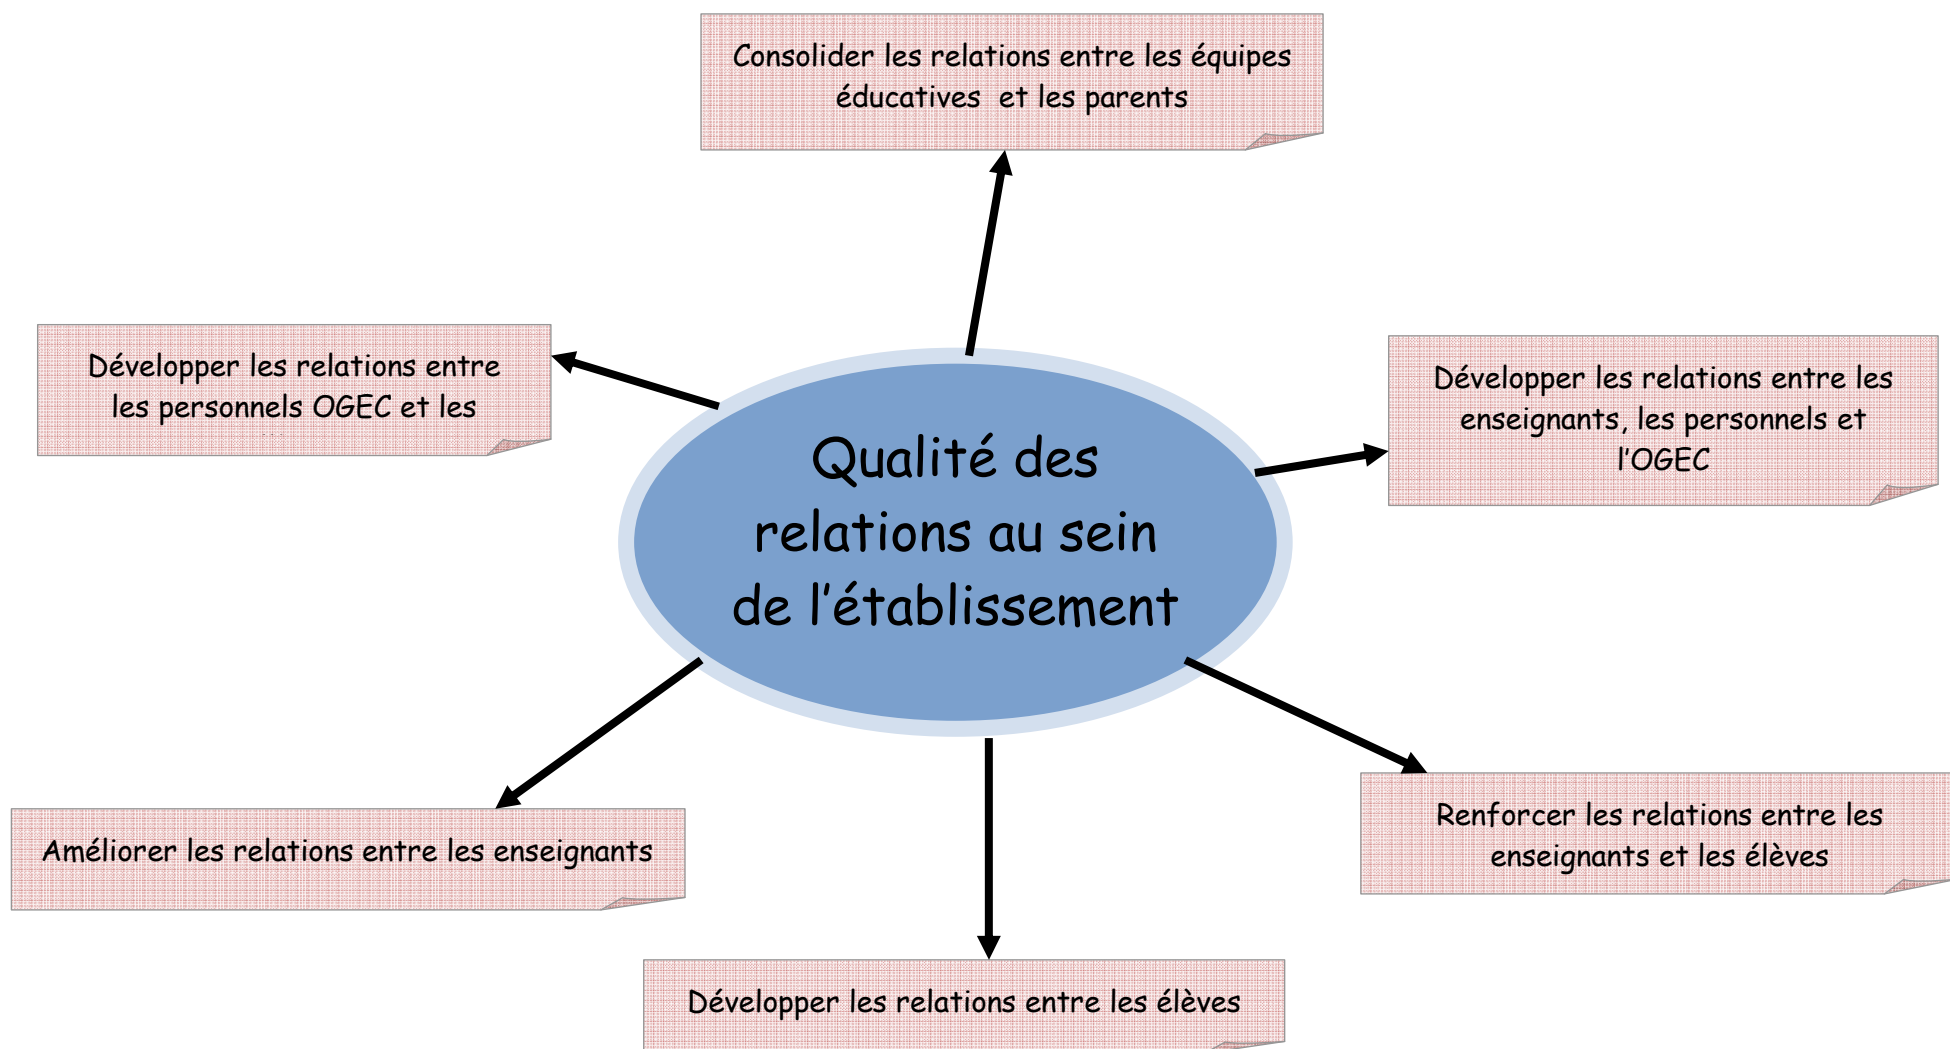 Consolider les relations entre les équipes
éducatives et les parents
Développer les relations entre
les personnels OGEC et les
Développer les relations entre les
enseignants, les personnels et
l'OGEC
Qualité des
relations au sein
de l'établissement
Améliorer les relations entre les enseignants
Renforcer les relations entre les
enseignants et les élèves
Développer les relations entre les élèves